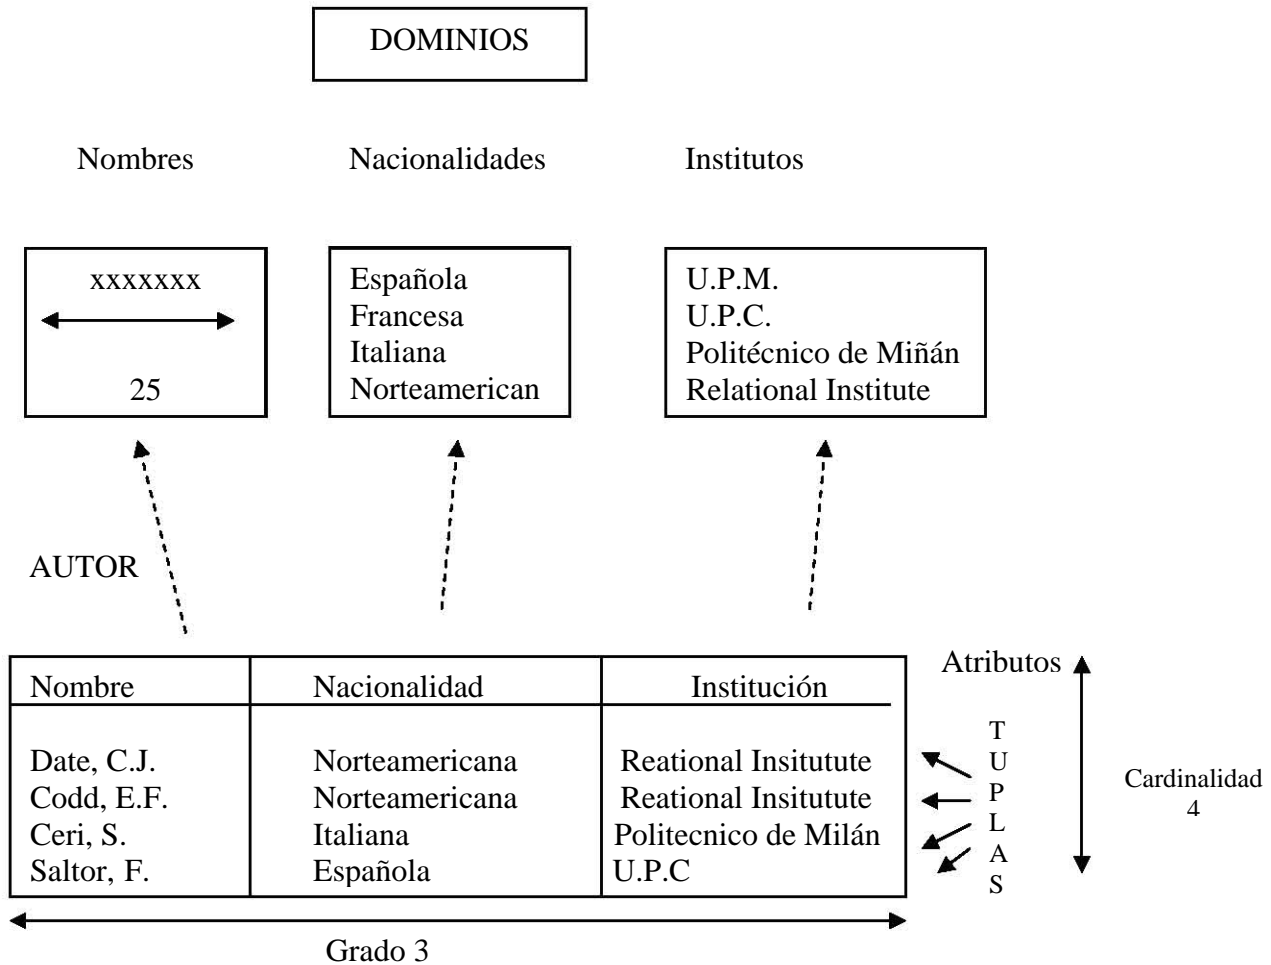 DOMINIOS
Nombres Nacionalidades Institutos
xxxxxxx
25
Española
Francesa
Italiana
Norteamerican
U.P.M.
U.P.C.
Politécnico de Miñán
Relational Institute
AUTOR
Nombre Nacionalidad Institución
Date, C.J. Norteamericana Reational Insitutute
Codd, E.F. Norteamericana Reational Insitutute
Ceri, S. Italiana Politecnico de Milán
Saltor, F. Española U.P.C
Atributos
TUPLAS
Cardinalidad
4
Grado 3